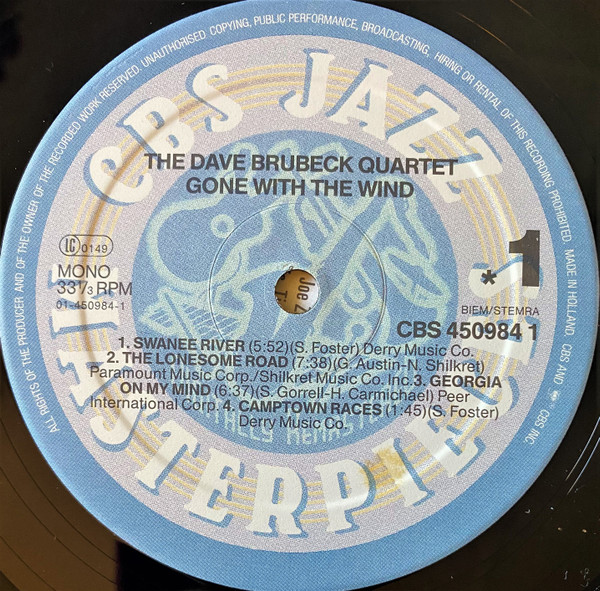 ALL RIGHTS OF THE PRODUCER AND OF THE OWNER OF THE RECORDED WORK RESERVED. UNAUTHORISED COPYING, PUBLIC PERFORMANCE, BROADCASTING, HIRING OR RENTAL OF THIS RECORDING PROHIBITED. MADE IN HOLLAND CBS AND CBS INC.
CBS JAZZ
MASTERPIECES
THE DAVE BRUBECK QUARTET
GONE WITH THE WIND
LC 0149
MONO
33 1/3 RPM
01-450984-1
*1
BIEM/STEMRA
CBS 450984 1
1. SWANEE RIVER (5:52)(S. Foster) Derry Music Co.
2. THE LONESOME ROAD (7:38)(G. Austin-N. Shilkret)
Paramount Music Corp./Shilkret Music Co. Inc. 3. GEORGIA
ON MY MIND (6:37)(S. Gorrell-H. Carmichael) Peer
International Corp. 4. CAMPTOWN RACES (1:45)(S. Foster)
Derry Music Co.
DIGITALLY REMASTERED
Joe